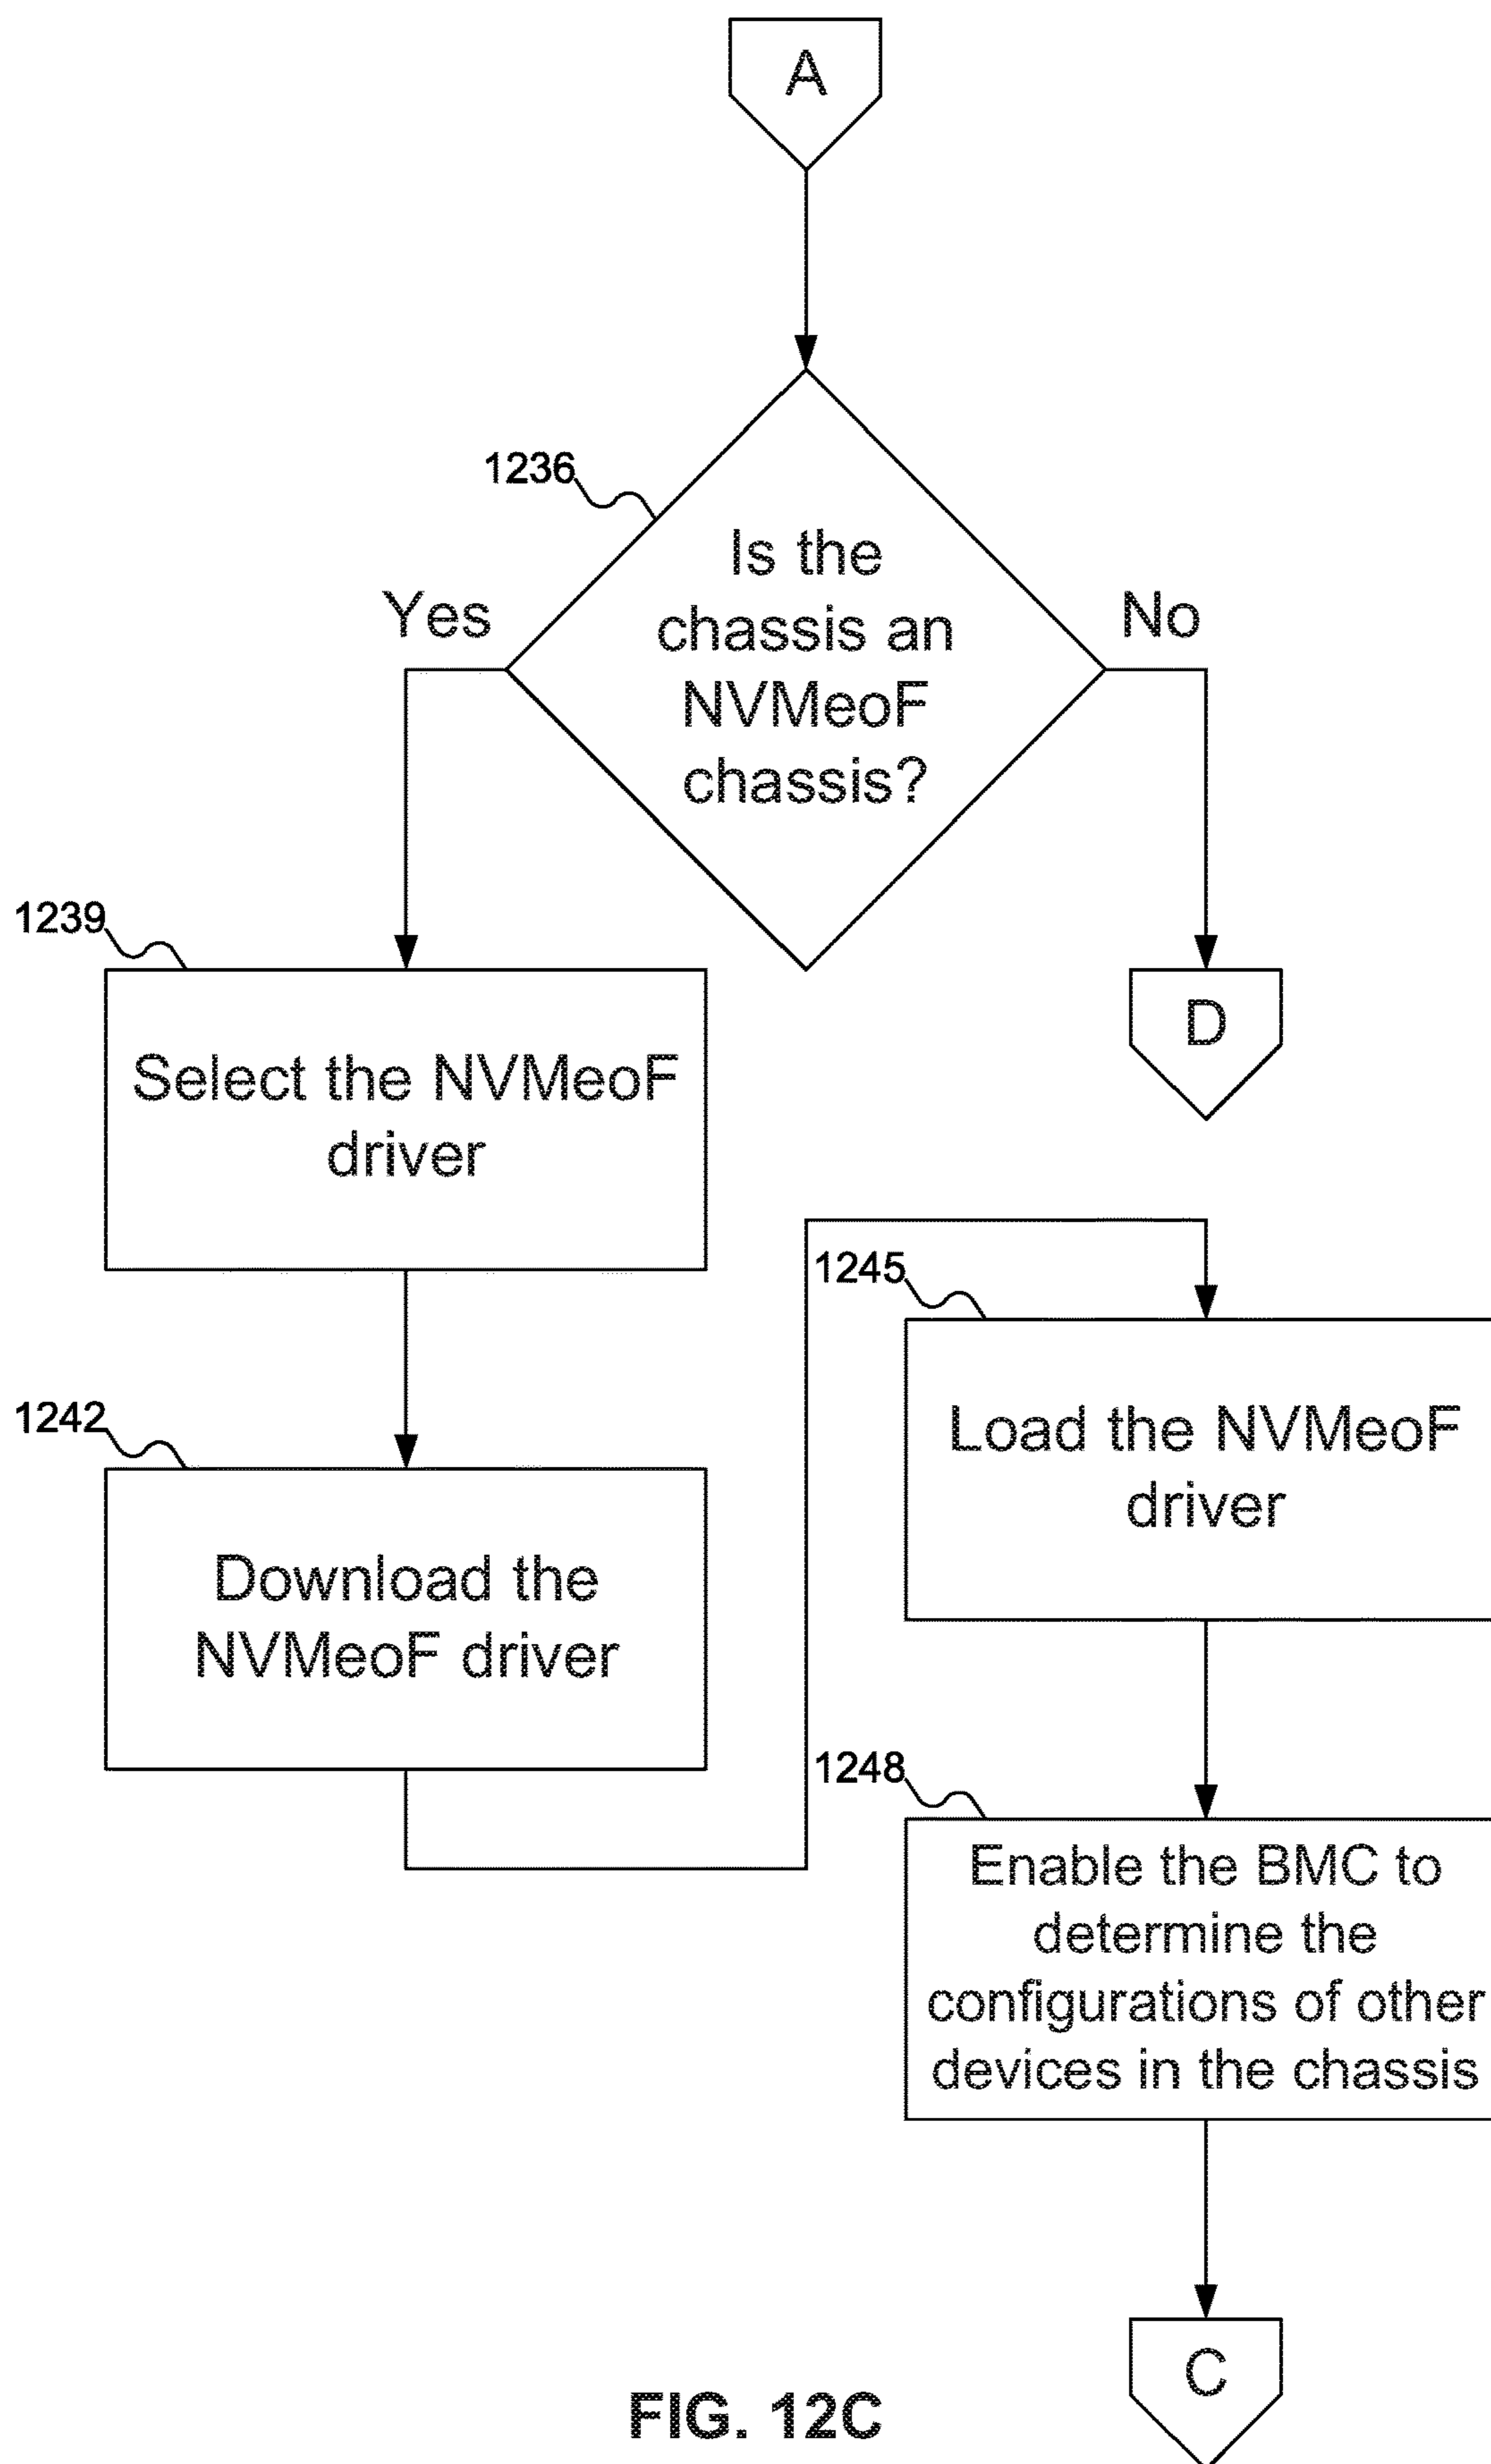 A
1236
Is the
chassis an
NVMeoF
chassis?
Yes
No
1239
Select the NVMeoF
driver
D
1242
Download the
NVMeoF driver
1245
Load the NVMeoF
driver
1248
Enable the BMC to
determine the
configurations of other
devices in the chassis
C
FIG. 12C